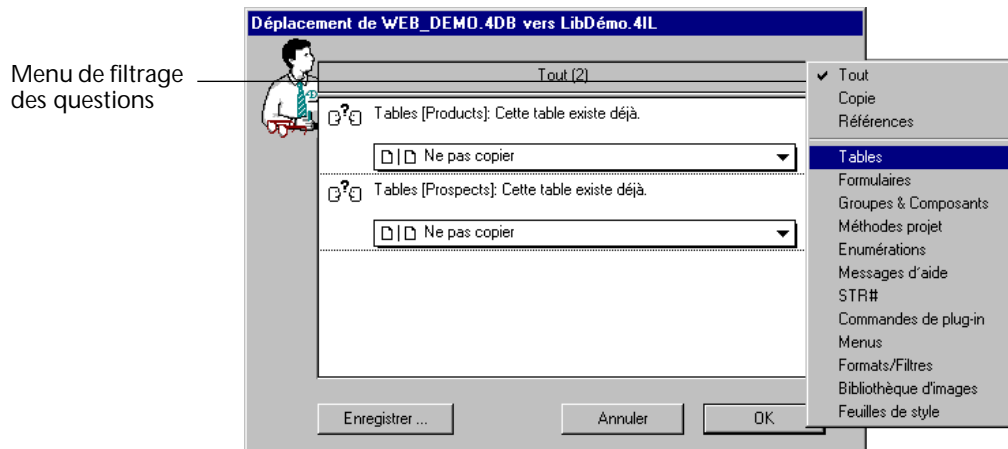 Déplacement de WEB_DEMO.4DB vers LibDémo.4IL
Menu de filtrage
des questions
Tout (2)
Tables [Products]: Cette table existe déjà.
Ne pas copier
Tables [Prospects]: Cette table existe déjà.
Ne pas copier
Enregistrer ...
Annuler
OK
Tout
Copie
Références
Tables
Formulaires
Groupes & Composants
Méthodes projet
Enumérations
Messages d'aide
STR#
Commandes de plug-in
Menus
Formats/Filtres
Bibliothèque d'images
Feuilles de style